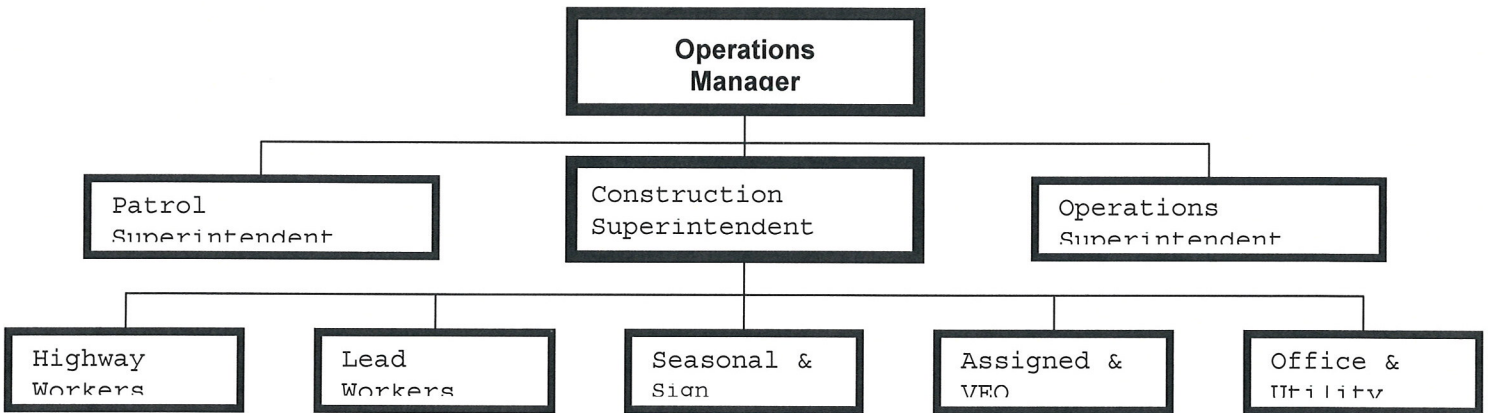 Operations
Manager
Patrol
Superintendent
Construction
Superintendent
Operations
Superintendent
Highway
Workers
Lead
Workers
Seasonal &
Sign
Assigned &
VEO
Office &
Utility